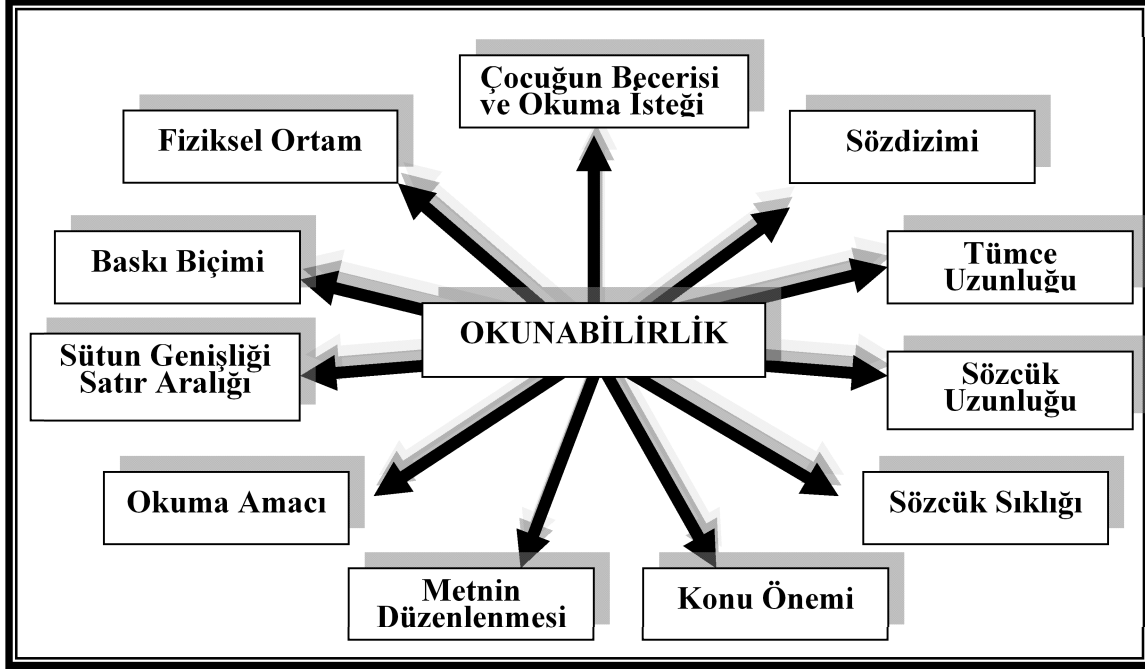 Çocuğun Becerisi
ve Okuma İsteği
Fiziksel Ortam
Sözdizimi
Baskı Biçimi
Tümce
Uzunluğu
OKUNABİLİRLİK
Sütun Genişliği
Satır Aralığı
Sözcük
Uzunluğu
Okuma Amacı
Sözcük Sıklığı
Metnin
Düzenlenmesi
Konu Önemi